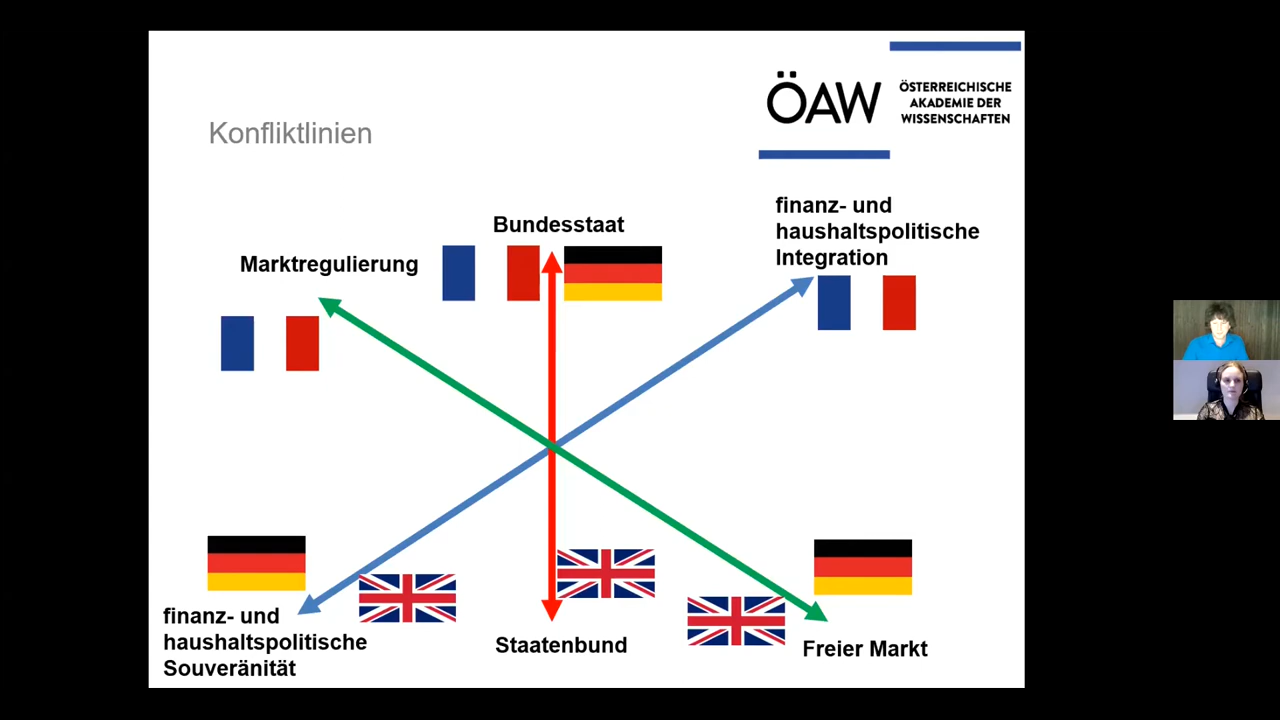 ÖAW
ÖSTERREICHISCHE
AKADEMIE DER
WISSENSCHAFTEN
Konfliktlinien
Bundesstaat
Marktregulierung
finanz- und
haushaltspolitische
Integration
finanz- und
haushaltspolitische
Souveränität
Staatenbund
Freier Markt